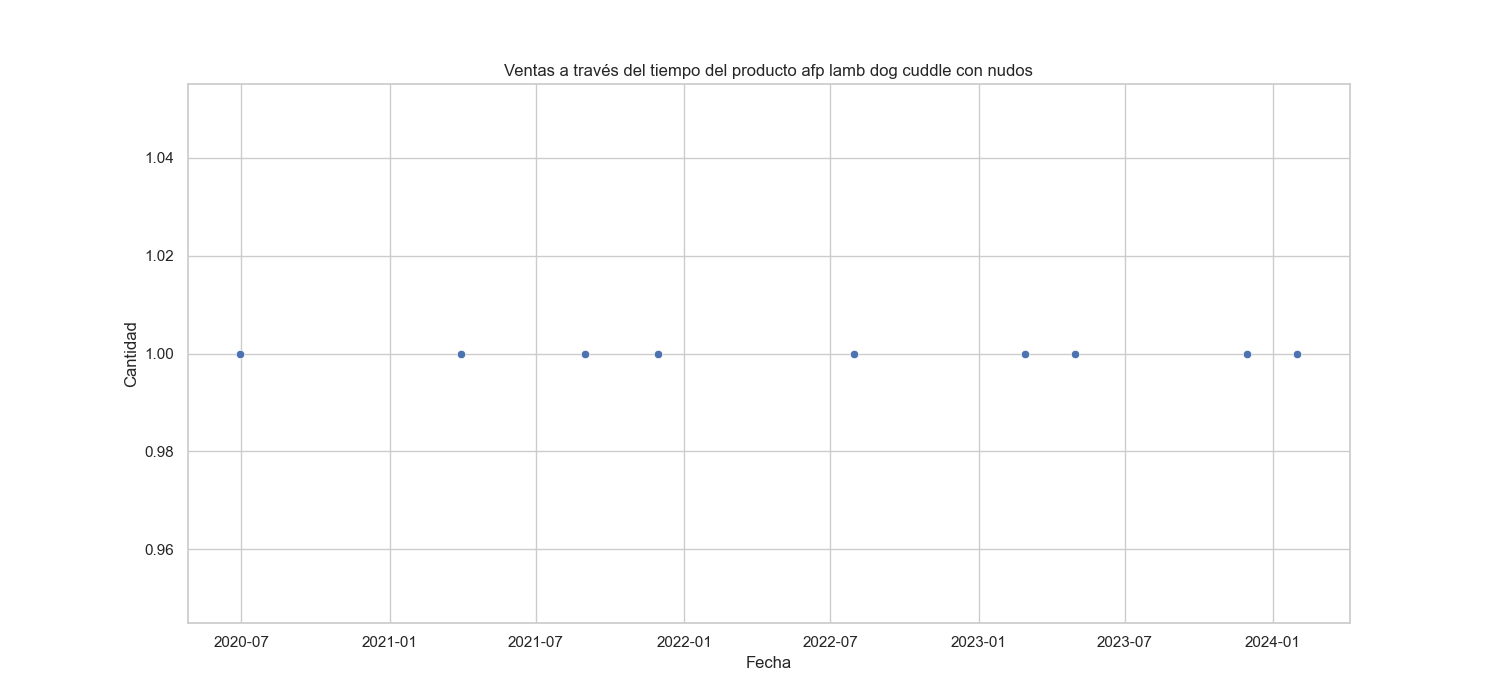 Ventas a través del tiempo del producto afp lamb dog cuddle con nudos
1.04
1.02
1.00
0.98
0.96
Cantidad
2020-07 2021-01 2021-07 2022-01 2022-07 2023-01 2023-07 2024-01
Fecha